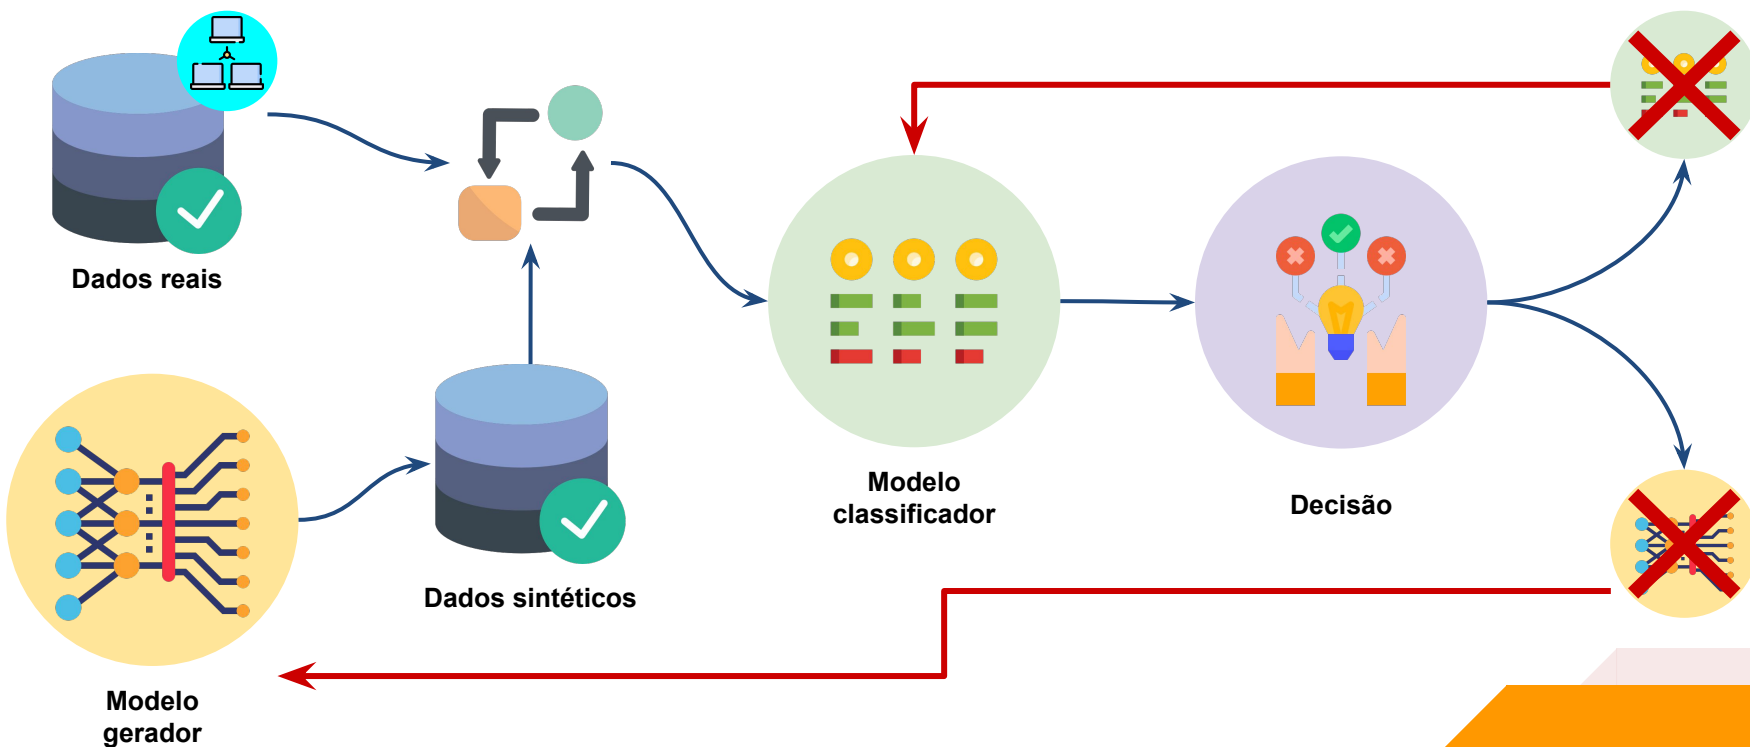 Dados reais
Modelo
classificador
Decisão
Dados sintéticos
Modelo
gerador